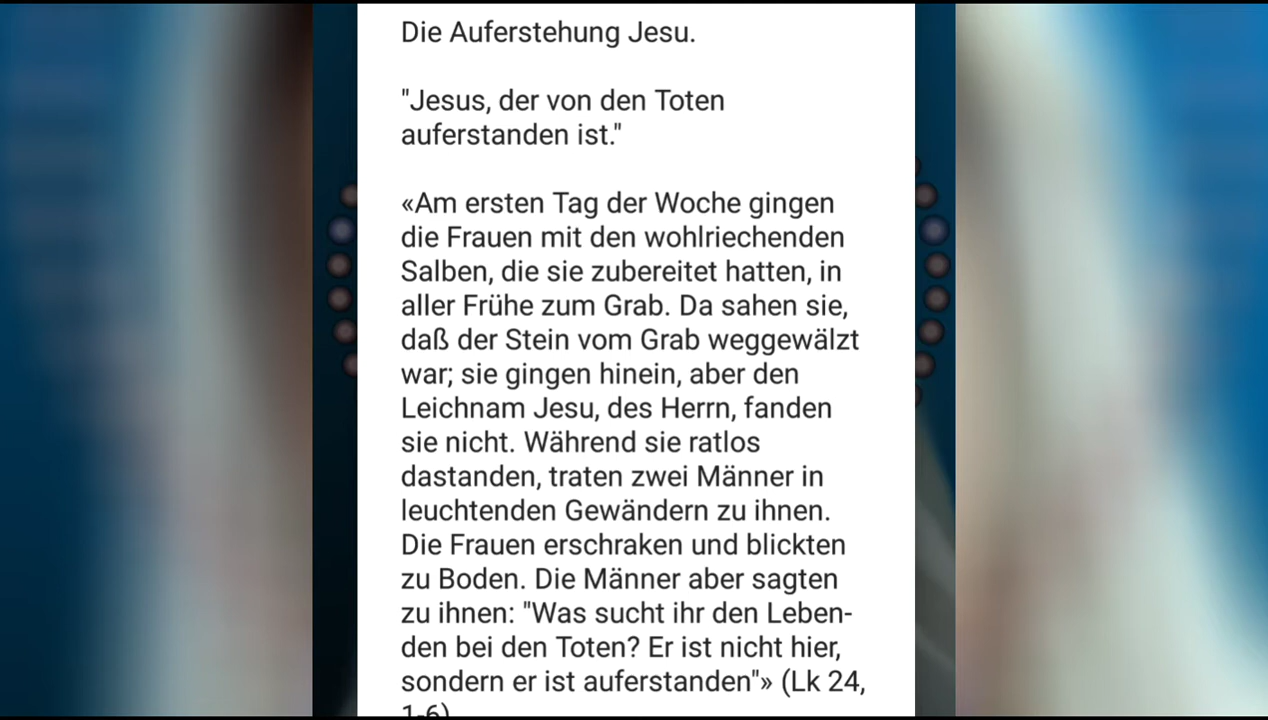 Die Auferstehung Jesu.
"Jesus, der von den Toten
auferstanden ist."
«Am ersten Tag der Woche gingen
die Frauen mit den wohlriechenden
Salben, die sie zubereitet hatten, in
aller Frühe zum Grab. Da sahen sie,
daß der Stein vom Grab weggewälzt
war; sie gingen hinein, aber den
Leichnam Jesu, des Herrn, fanden
sie nicht. Während sie ratlos
dastanden, traten zwei Männer in
leuchtenden Gewändern zu ihnen.
Die Frauen erschraken und blickten
zu Boden. Die Männer aber sagten
zu ihnen: "Was sucht ihr den Leben-
den bei den Toten? Er ist nicht hier,
sondern er ist auferstanden"» (Lk 24,
1-6)